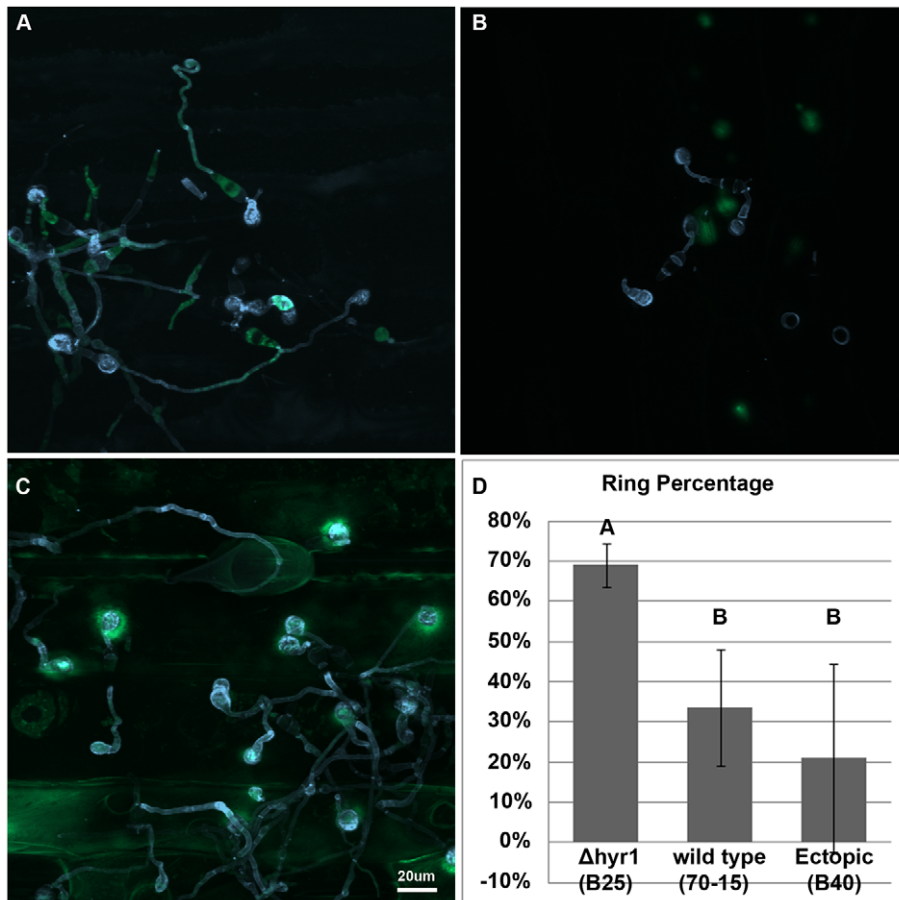 A
B
C
20um
D
Ring Percentage
80%
70%
60%
50%
40%
30%
20%
10%
0%
-10%
A
B
B
Δhyr1
(B25)
wild type
(70-15)
Ectopic
(B40)